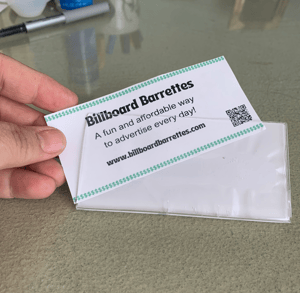 Billboard Barrettes
A fun and affordable way
to advertise every day!
www.billboardbarrettes.com